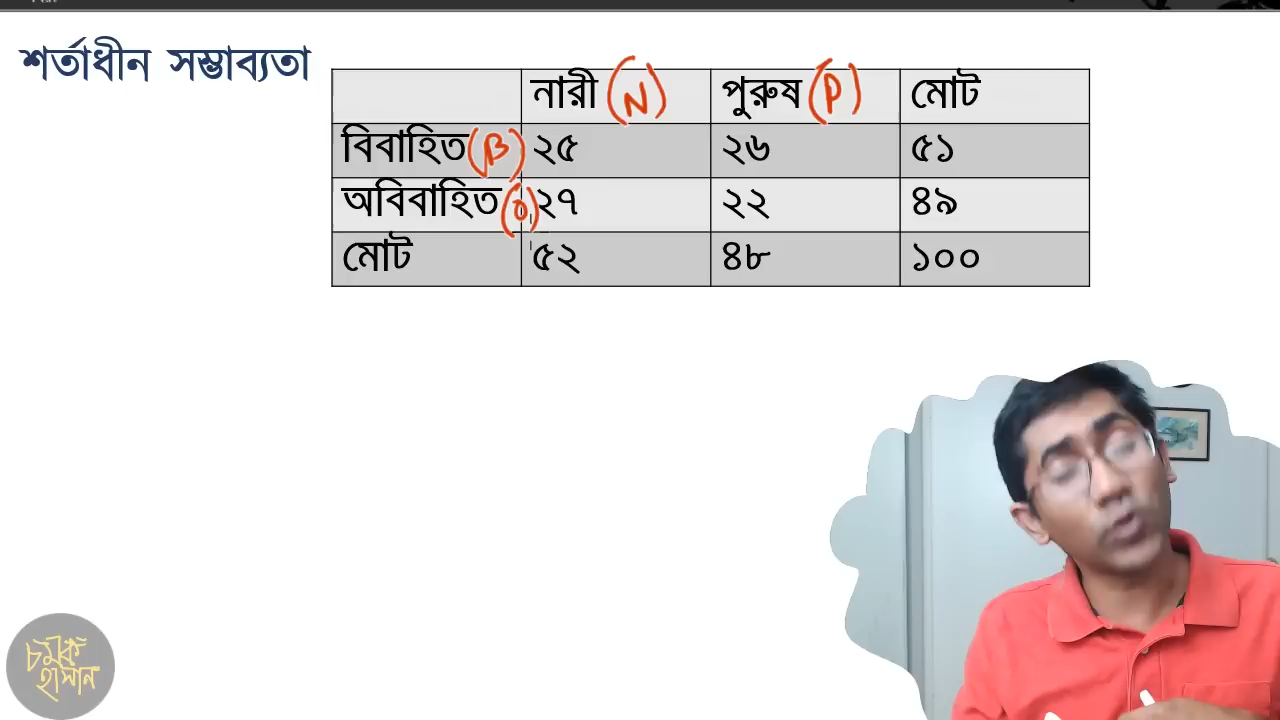 শর্তাধীন সম্ভাব্যতা
নারী (N) পুরুষ (P) মোট
বিবাহিত (B) ২৫ ২৬ ৫১
অবিবাহিত (O) ২৭ ২২ ৪৯
মোট ৫২ ৪৮ ১০০
চমক
হাসান